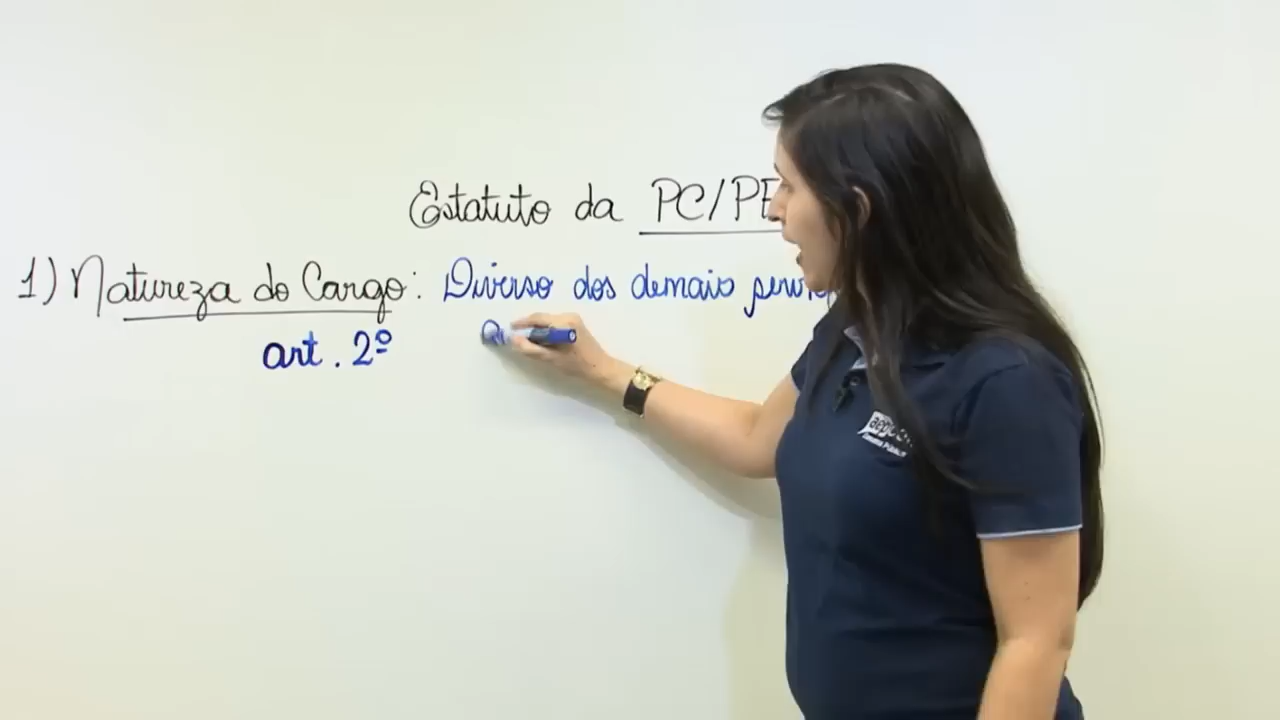 Estatuto da PC/PE
1) Natureza do Cargo: Diverso dos demais
art. 2º